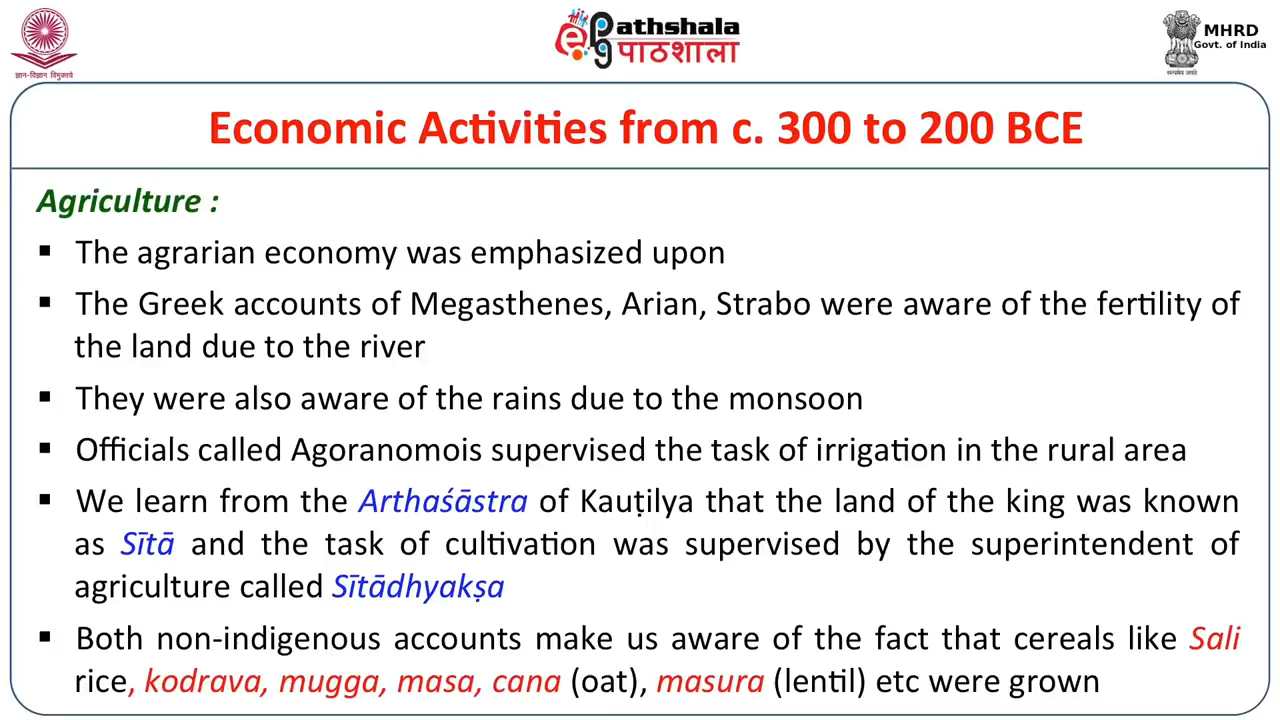 ज्ञान-विज्ञान विमुक्तये
ePathshala
पाठशाला
सत्यमेव जयते
MHRD
Govt. of India
Economic Activities from c. 300 to 200 BCE
Agriculture :
▪ The agrarian economy was emphasized upon
▪ The Greek accounts of Megasthenes, Arian, Strabo were aware of the fertility of
the land due to the river
▪ They were also aware of the rains due to the monsoon
▪ Officials called Agoranomois supervised the task of irrigation in the rural area
▪ We learn from the Arthaśāstra of Kauṭilya that the land of the king was known
as Sītā and the task of cultivation was supervised by the superintendent of
agriculture called Sītādhyakṣa
▪ Both non-indigenous accounts make us aware of the fact that cereals like Sali
rice, kodrava, mugga, masa, cana (oat), masura (lentil) etc were grown